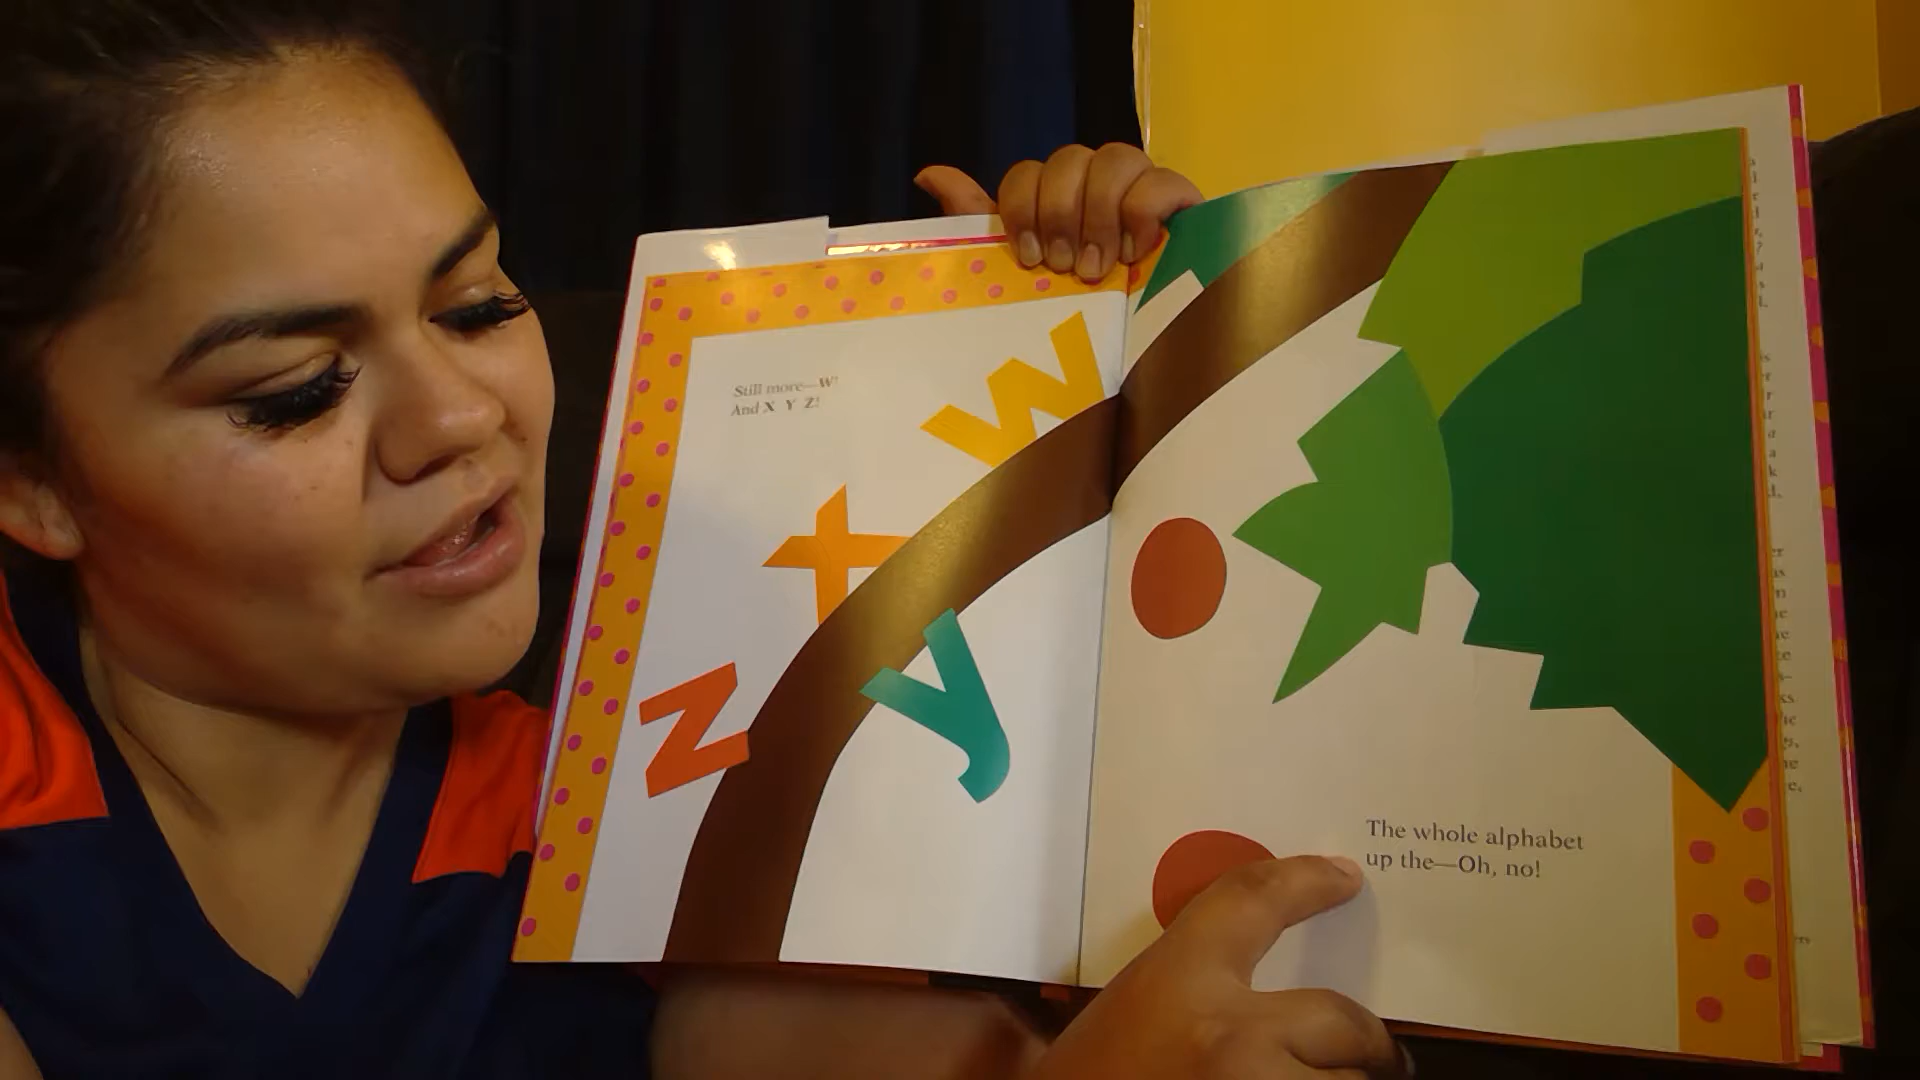 Still more—W!
And X Y Z!
w
x
y
z
The whole alphabet
up the—Oh, no!